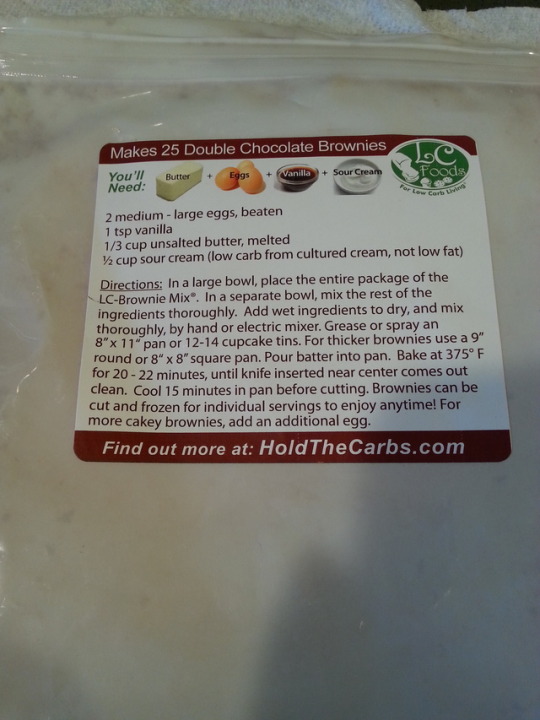 Makes 25 Double Chocolate Brownies
LC
Foods
For Low Carb Living
You'll
Need:
Butter + Eggs + Vanilla + Sour Cream
2 medium - large eggs, beaten
1 tsp vanilla
1/3 cup unsalted butter, melted
½ cup sour cream (low carb from cultured cream, not low fat)
Directions: In a large bowl, place the entire package of the
LC-Brownie Mix®. In a separate bowl, mix the rest of the
ingredients thoroughly. Add wet ingredients to dry, and mix
thoroughly, by hand or electric mixer. Grease or spray an
8" x 11" pan or 12-14 cupcake tins. For thicker brownies use a 9"
round or 8" x 8" square pan. Pour batter into pan. Bake at 375° F
for 20 - 22 minutes, until knife inserted near center comes out
clean. Cool 15 minutes in pan before cutting. Brownies can be
cut and frozen for individual servings to enjoy anytime! For
more cakey brownies, add an additional egg.
Find out more at: HoldTheCarbs.com